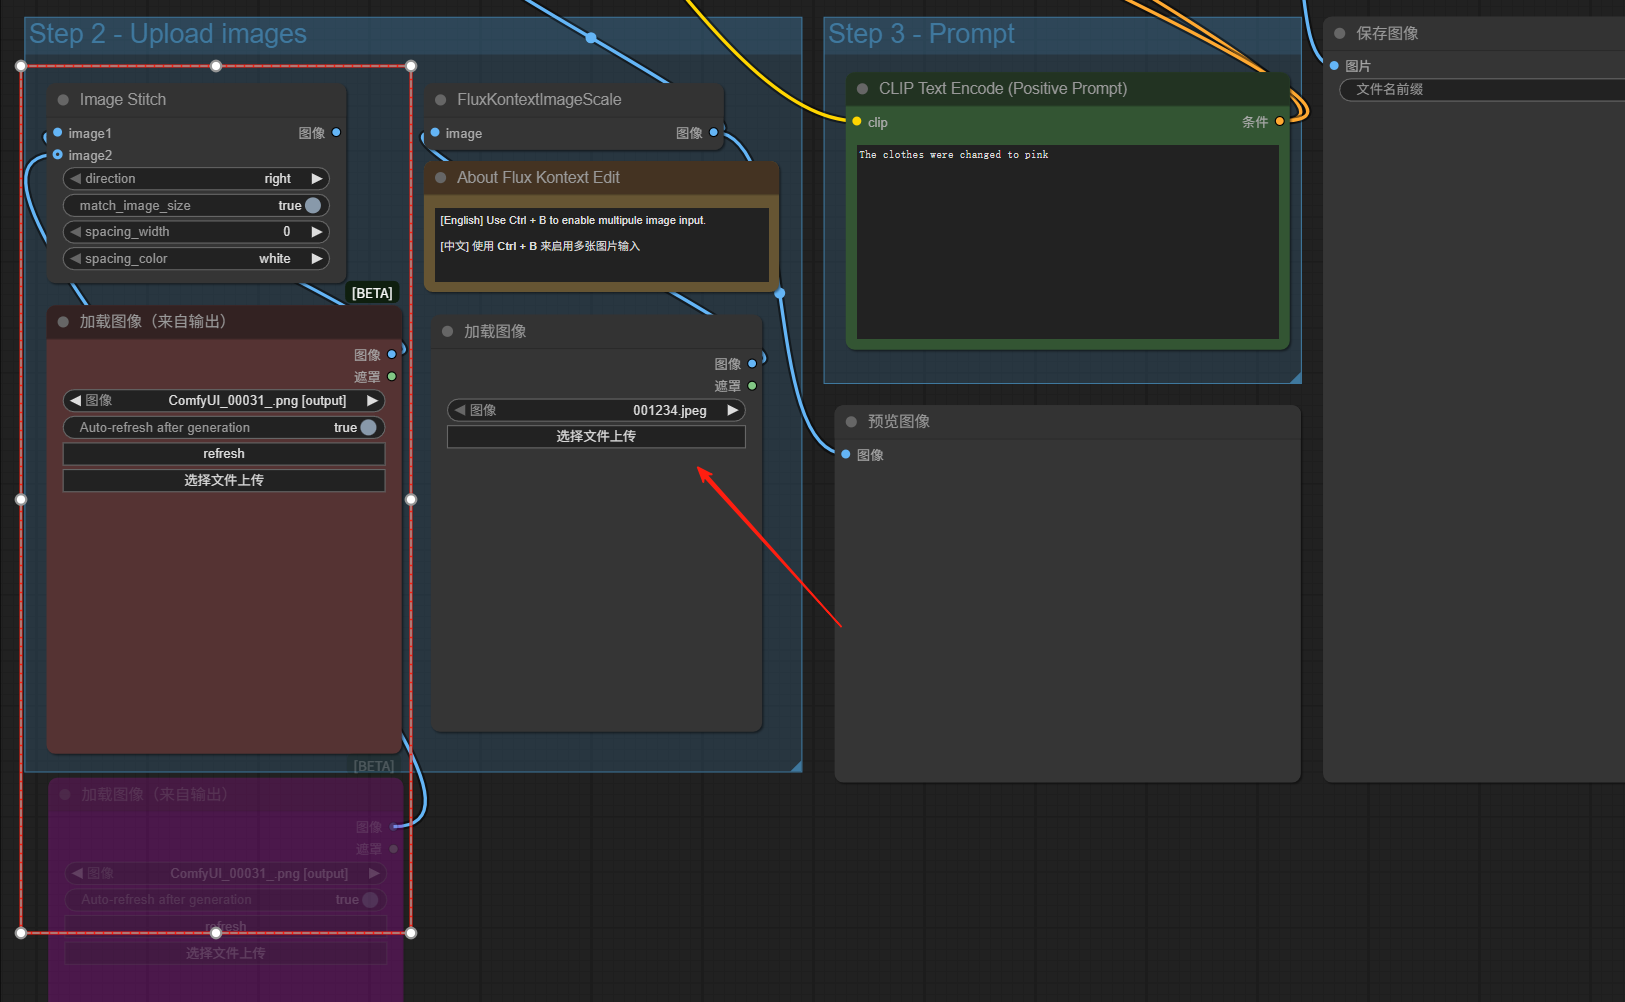 Step 2 - Upload images
Image Stitch
image1
图像
image2
direction
right
match_image_size
true
spacing_width
0
spacing_color
white
[BETA]
加载图像（来自输出）
图像
遮罩
图像
ComfyUI_00031_.png [output]
Auto-refresh after generation
true
refresh
选择文件上传
[BETA]
加载图像（来自输出）
图像
遮罩
图像
ComfyUI_00031_.png [output]
Auto-refresh after generation
true
refresh
选择文件上传
FluxKontextImageScale
image
图像
About Flux Kontext Edit
[English] Use Ctrl + B to enable multipule image input.
[中文] 使用 Ctrl + B 来启用多张图片输入
加载图像
图像
遮罩
图像
001234.jpeg
选择文件上传
Step 3 - Prompt
CLIP Text Encode (Positive Prompt)
clip
条件
The clothes were changed to pink
预览图像
图像
保存图像
图片
文件名前缀